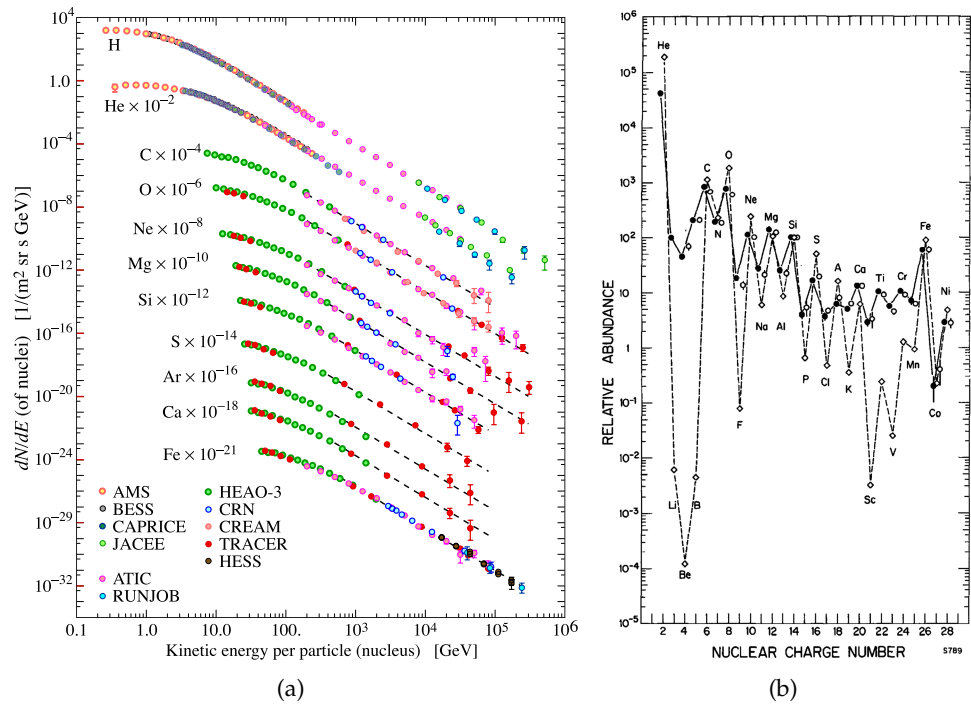 10^4
1.0
10^-4
10^-8
10^-12
10^-16
10^-20
10^-24
10^-29
10^-32
dN/dE (of nuclei) [1/(m^2 sr s GeV)]
H
He × 10^-2
C × 10^-4
O × 10^-6
Ne × 10^-8
Mg × 10^-10
Si × 10^-12
S × 10^-14
Ar × 10^-16
Ca × 10^-18
Fe × 10^-21
AMS
BESS
CAPRICE
JACEE
ATIC
RUNJOB
HEAO-3
CRN
CREAM
TRACER
HESS
0.1 1.0 10. 100. 10^3 10^4 10^5 10^6
Kinetic energy per particle (nucleus) [GeV]
(a)
10^6
10^5
10^4
10^3
10^2
10
1
10^-1
10^-2
10^-3
10^-4
10^-5
RELATIVE ABUNDANCE
He
Li
Be
B
C
N
O
F
Ne
Na
Mg
Al
Si
P
S
Cl
A
K
Ca
Sc
Ti
V
Cr
Mn
Fe
Co
Ni
2 4 6 8 10 12 14 16 18 20 22 24 26 28
NUCLEAR CHARGE NUMBER
S789
(b)